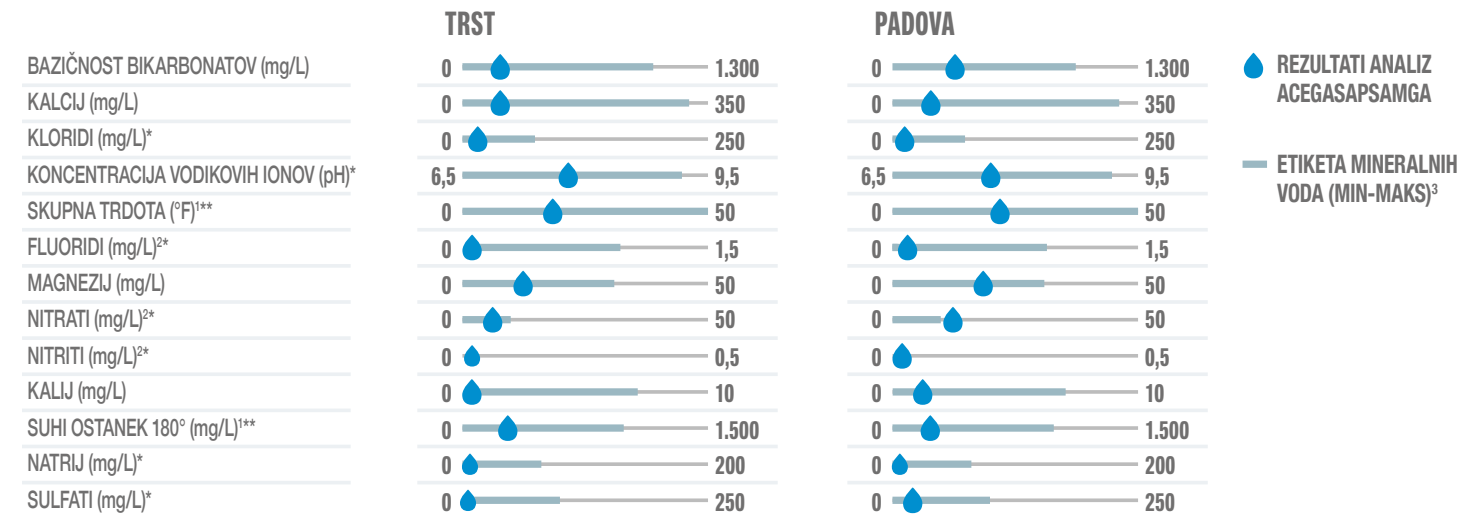 TRST PADOVA
BAZIČNOST BIKARBONATOV (mg/L) 0 1.300 0 1.300
REZULTATI ANALIZ
ACEGASAPSAMGA
KALCIJ (mg/L) 0 350 0 350
KLORIDI (mg/L)* 0 250 0 250
KONCENTRACIJA VODIKOVIH IONOV (pH)* 6,5 9,5 6,5 9,5
ETIKETA MINERALNIH
VODA (MIN-MAKS)³
SKUPNA TRDOTA (°F)¹** 0 50 0 50
FLUORIDI (mg/L)²* 0 1,5 0 1,5
MAGNEZIJ (mg/L) 0 50 0 50
NITRATI (mg/L)²* 0 50 0 50
NITRITI (mg/L)²* 0 0,5 0 0,5
KALIJ (mg/L) 0 10 0 10
SUHI OSTANEK 180° (mg/L)¹** 0 1.500 0 1.500
NATRIJ (mg/L)* 0 200 0 200
SULFATI (mg/L)* 0 250 0 250